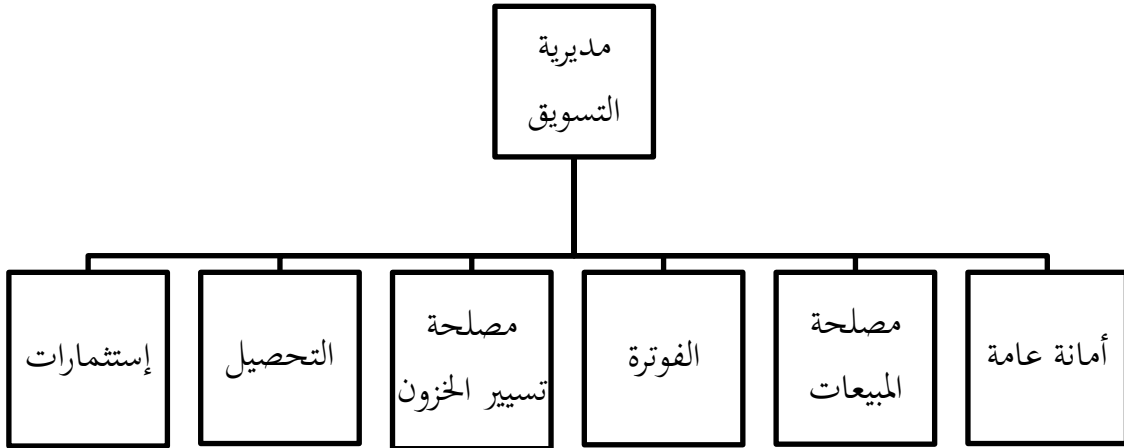 مديرية
التسويق
أمانة عامة
مصلحة
المبيعات
الفوترة
مصلحة
تسيير الخزون
التحصيل
إستثمارات